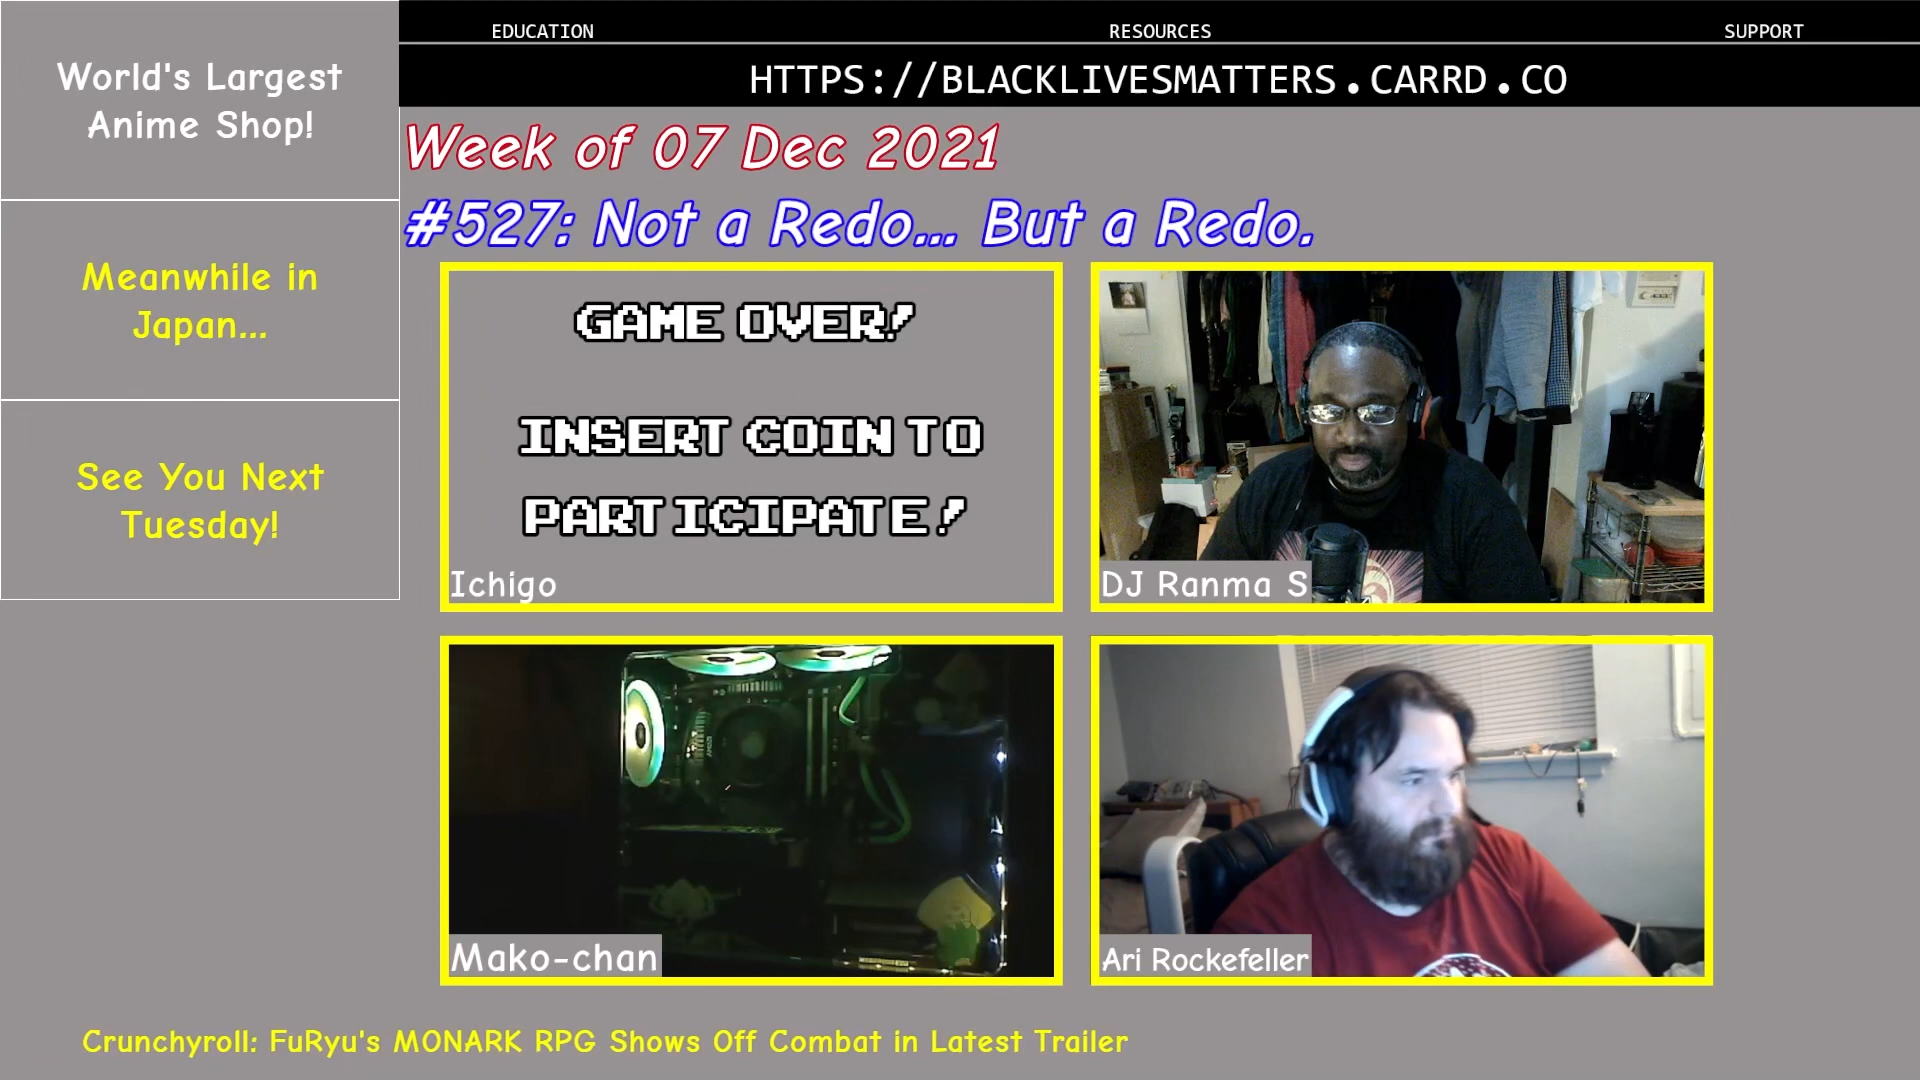 EDUCATION RESOURCES SUPPORT
HTTPS://BLACKLIVESMATTERS.CARRD.CO
World's Largest
Anime Shop!
Meanwhile in
Japan...
See You Next
Tuesday!
Week of 07 Dec 2021
#527: Not a Redo... But a Redo.
GAME OVER!
INSERT COIN TO
PARTICIPATE!
Ichigo
DJ Ranma S
Mako-chan
Ari Rockefeller
Crunchyroll: FuRyu's MONARK RPG Shows Off Combat in Latest Trailer